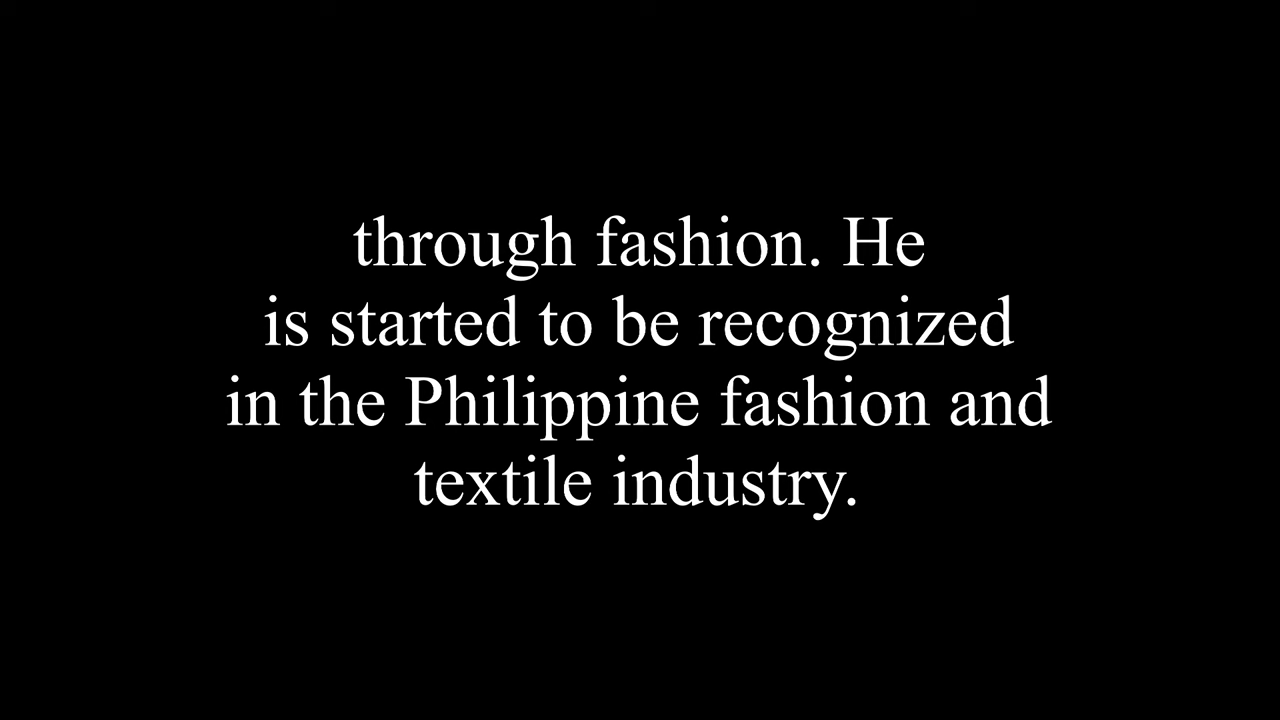 through fashion. He
is started to be recognized
in the Philippine fashion and
textile industry.